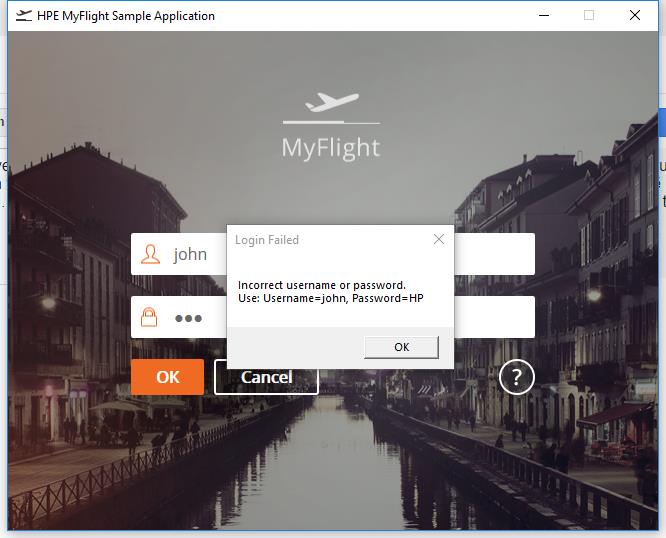 HPE MyFlight Sample Application
MyFlight
Login Failed
john
Incorrect username or password.
Use: Username=john, Password=HP
OK
OK
Cancel
?